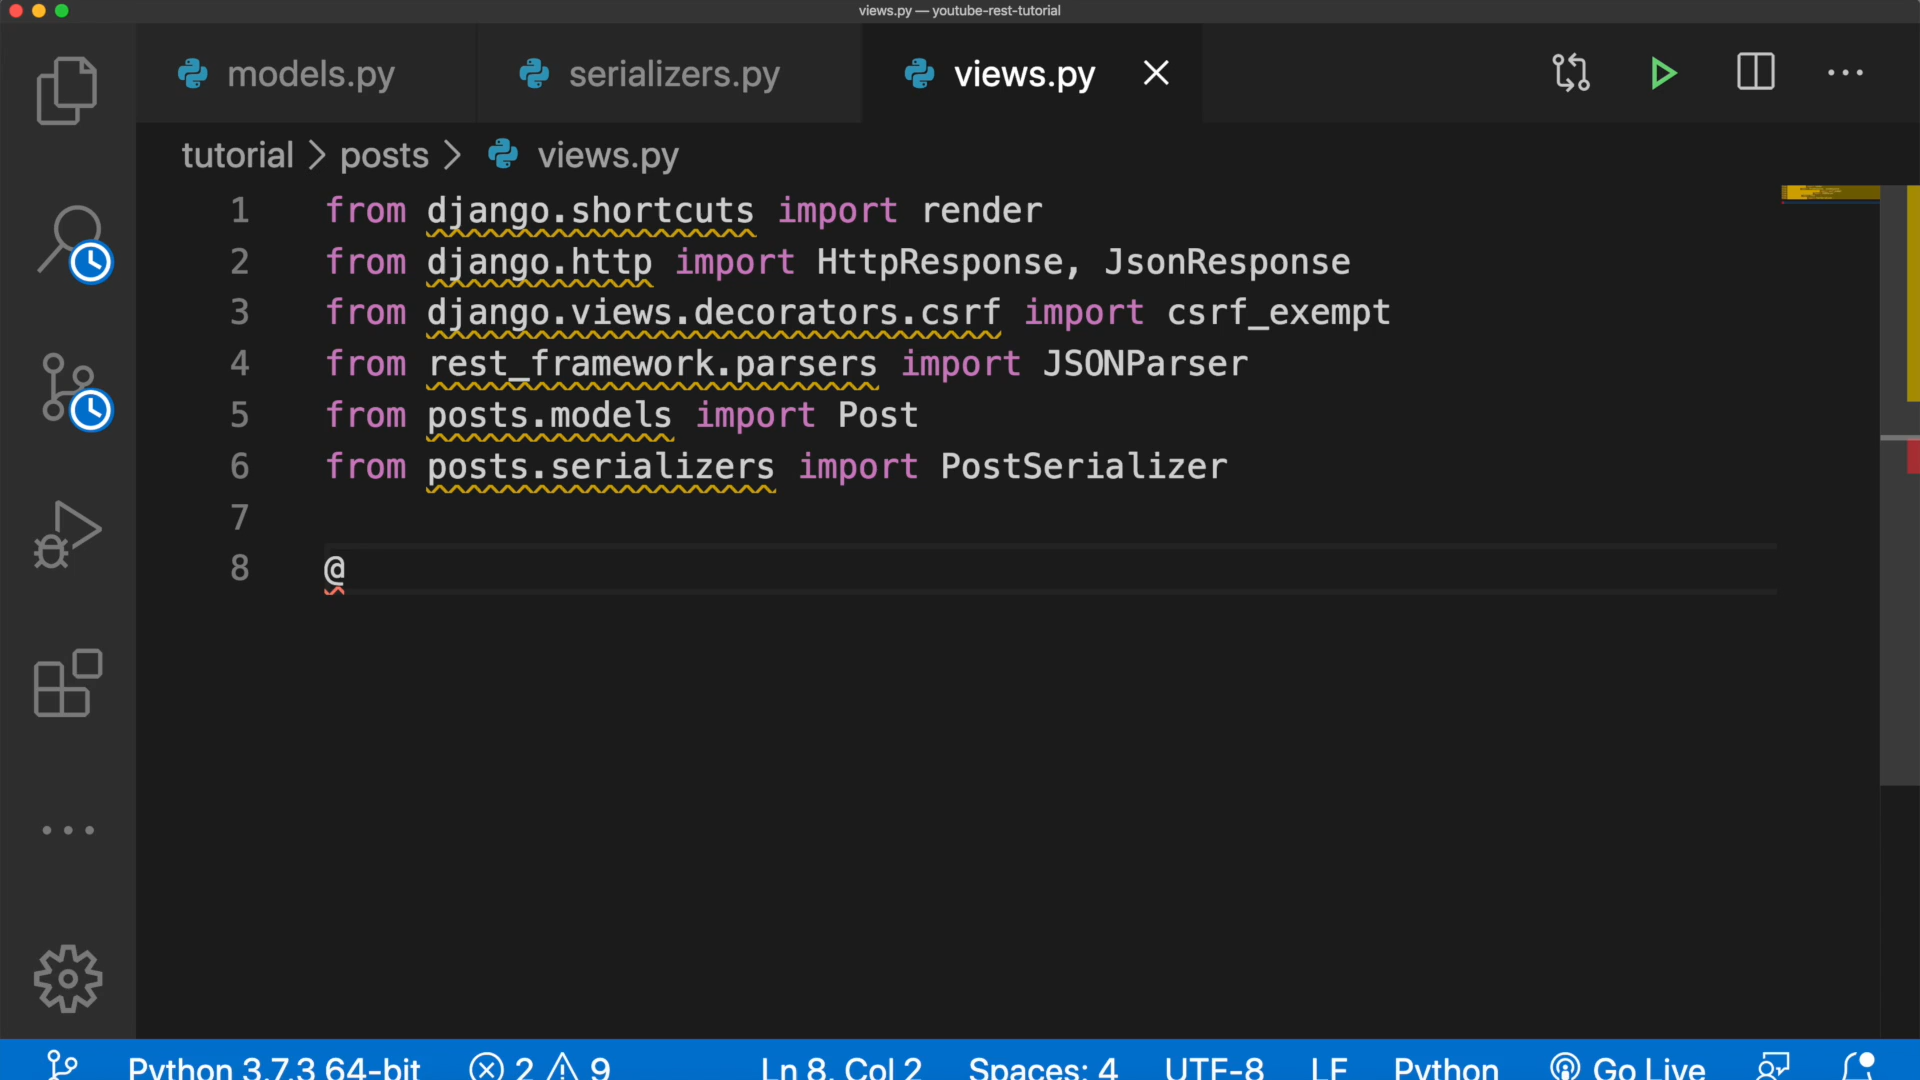 views.py — youtube-rest-tutorial
models.py serializers.py views.py
tutorial > posts > views.py
1 from django.shortcuts import render
2 from django.http import HttpResponse, JsonResponse
3 from django.views.decorators.csrf import csrf_exempt
4 from rest_framework.parsers import JSONParser
5 from posts.models import Post
6 from posts.serializers import PostSerializer
7
8 @
Python 3.7.3 64-bit 2 9 Ln 8, Col 2 Spaces: 4 UTF-8 LF Python Go Live